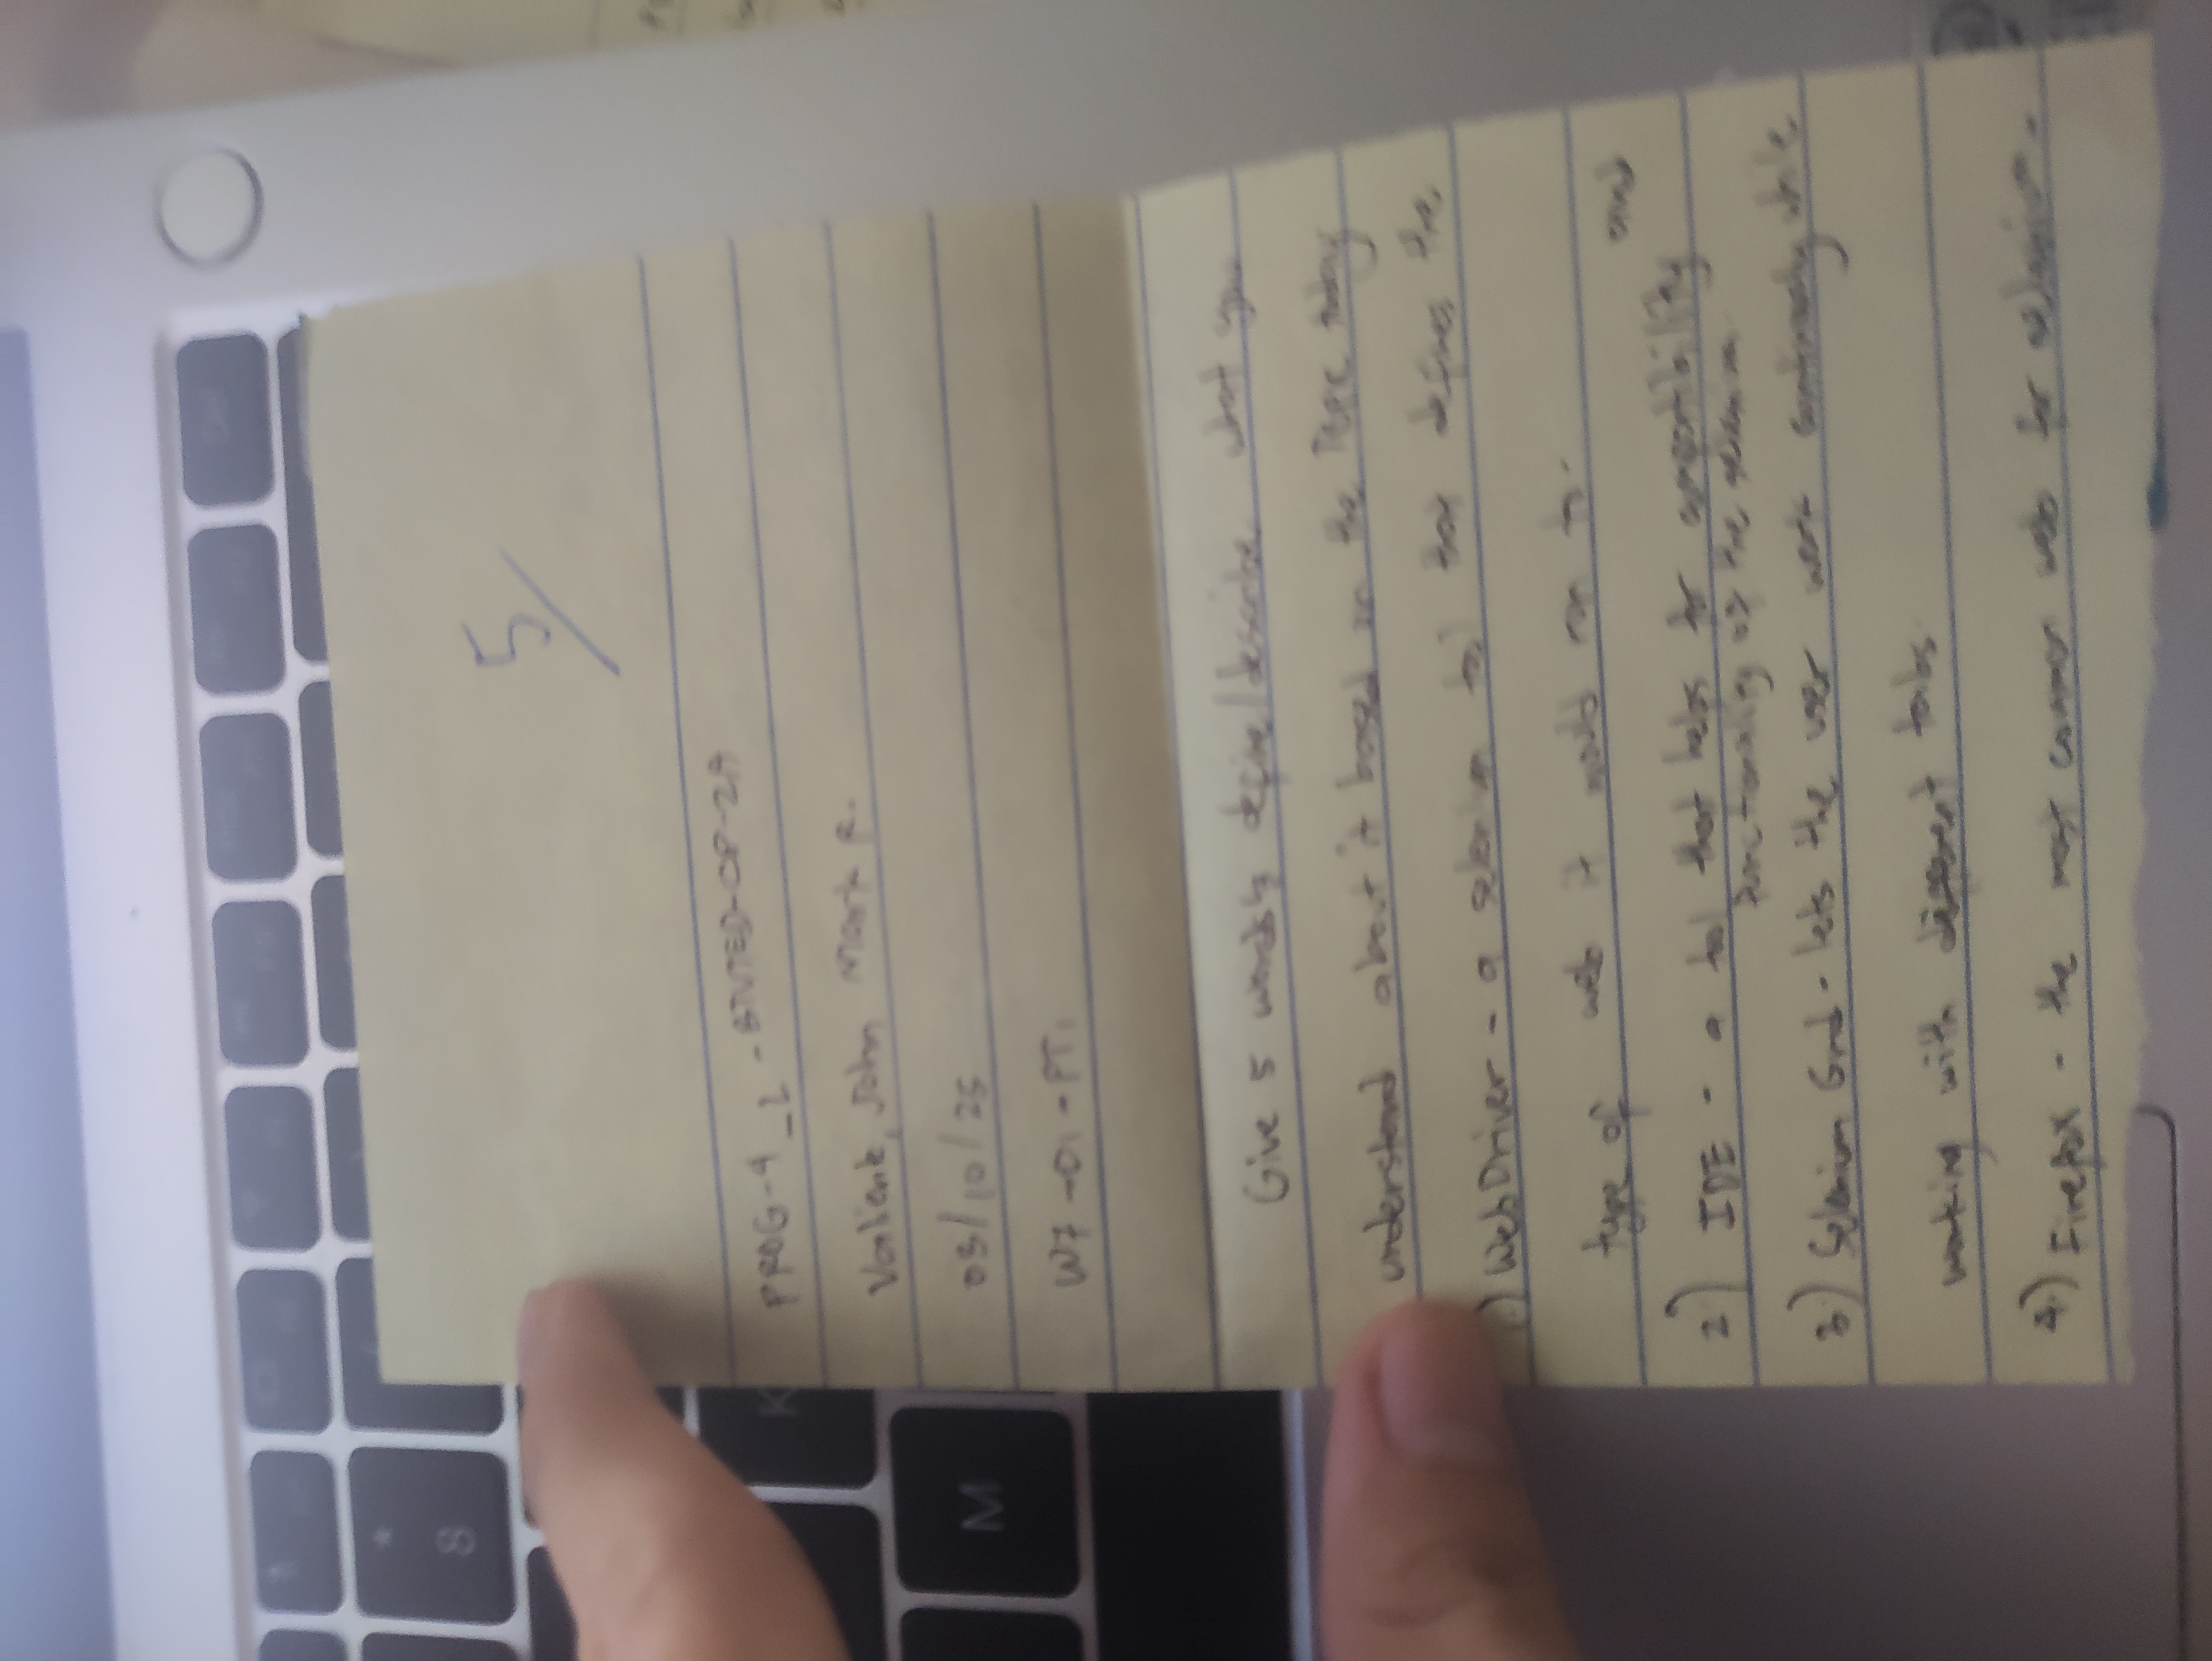 *
8
K
M
5/
PROG-4_2 - BTVTED-CP-2A
Valiente, John Mark R.
03/10/25
W7-D1-PT1
Give 5 words & define/describe what you
understand about it based on the Topic today
1.) WebDriver - a selenium tool that defines the
type of web it would run to.
2) IDE - a tool that helps for compatibility and
functionality of the selenium
3.) Selenium Grid - lets the user work continuosly while
working with different tabs.
4.) Firefox - the most common web for selenium.